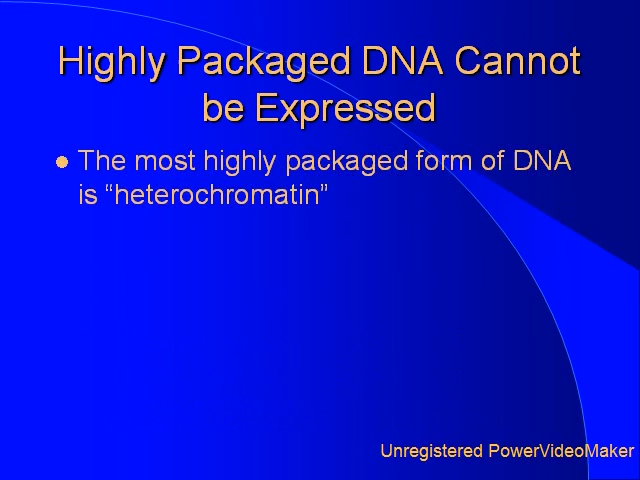 Highly Packaged DNA Cannot
be Expressed
● The most highly packaged form of DNA
is “heterochromatin”
Unregistered PowerVideoMaker